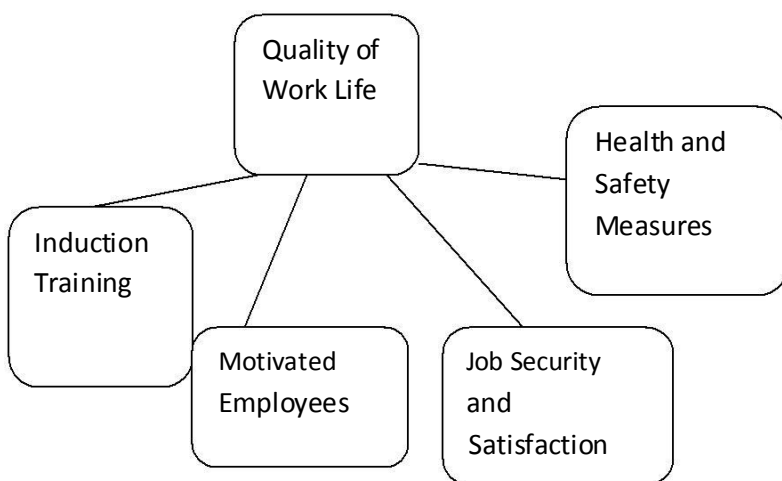 Quality of
Work Life
Health and
Safety
Measures
Induction
Training
Motivated
Employees
Job Security
and
Satisfaction